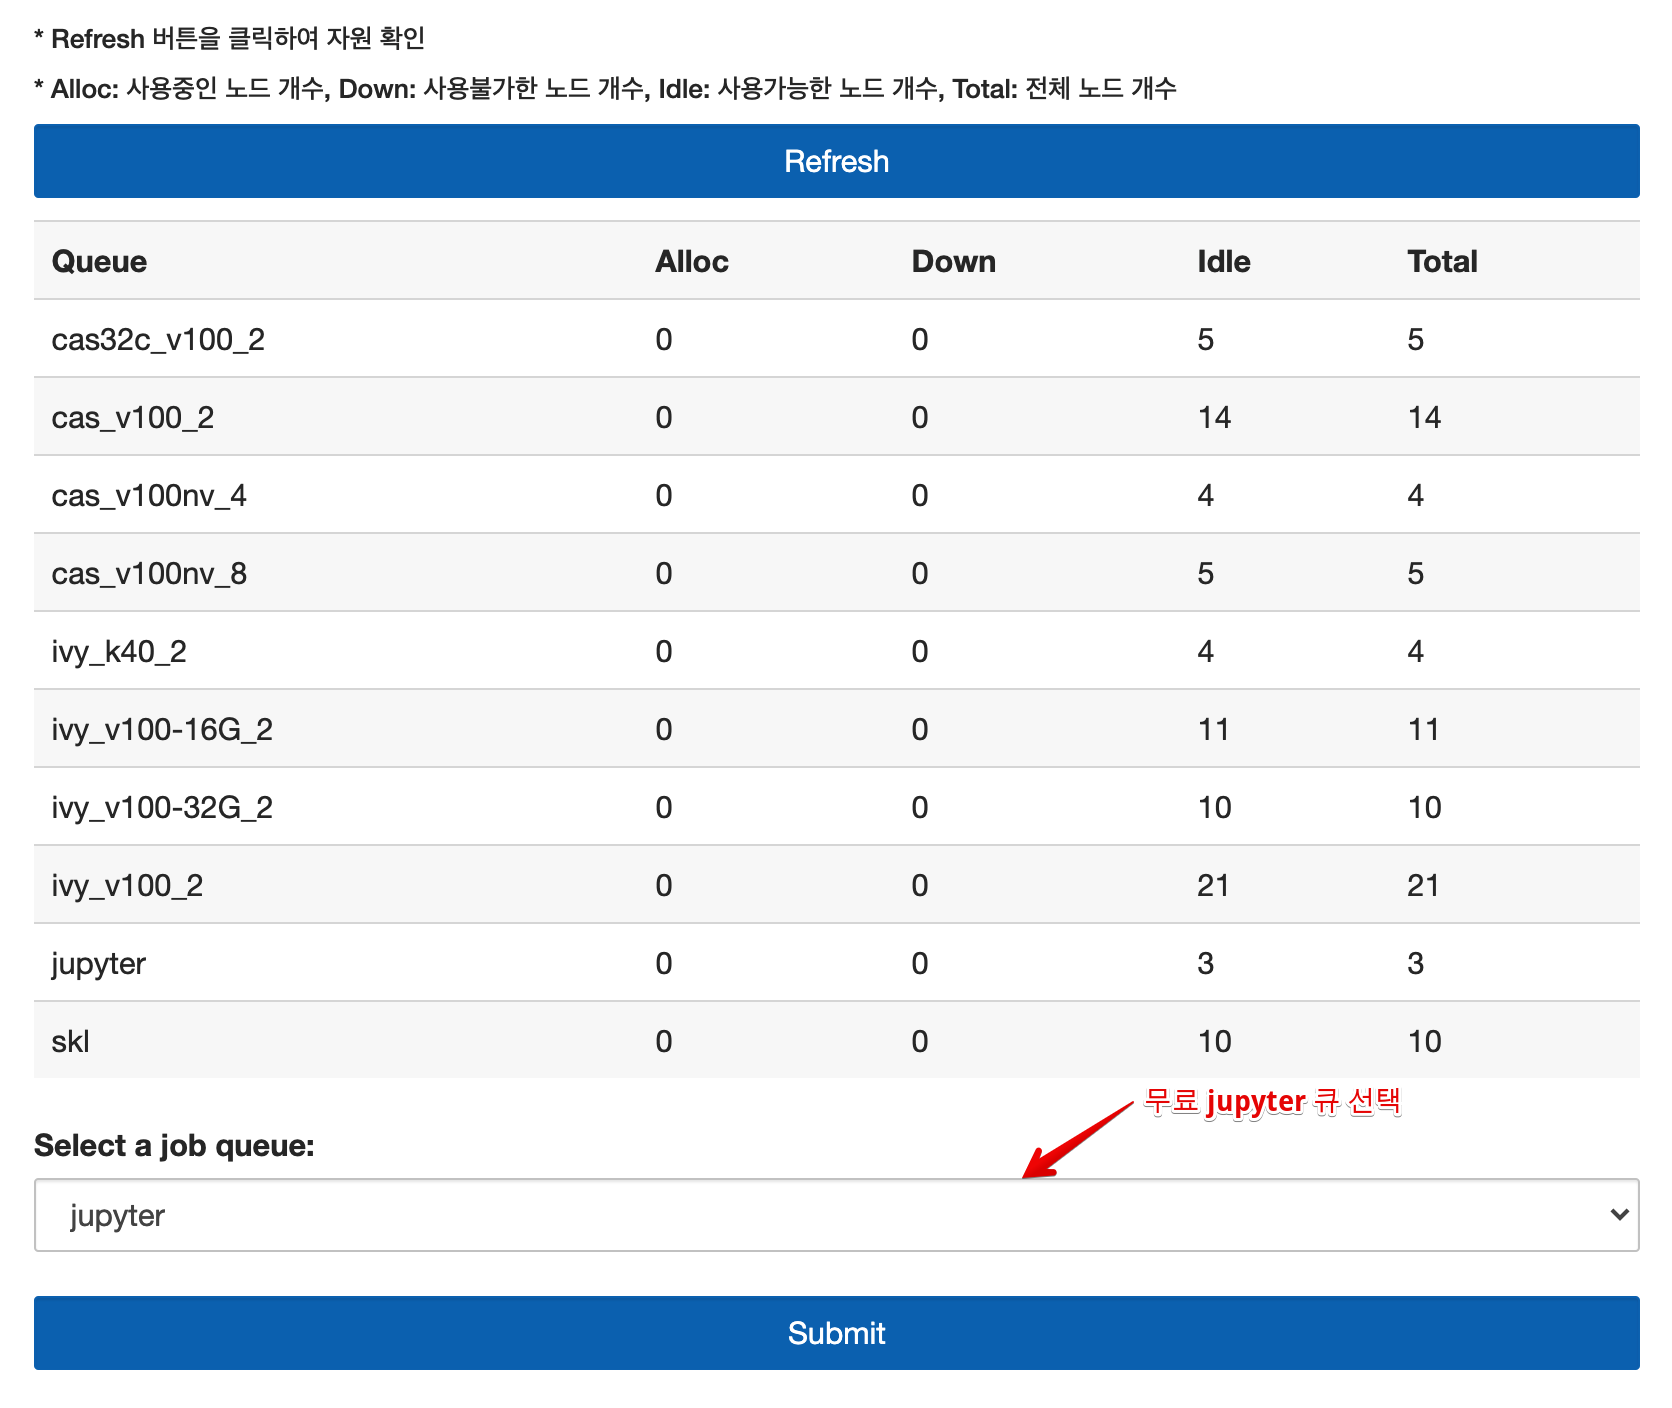 * Refresh 버튼을 클릭하여 자원 확인
* Alloc: 사용중인 노드 개수, Down: 사용불가한 노드 개수, Idle: 사용가능한 노드 개수, Total: 전체 노드 개수
Refresh
Queue Alloc Down Idle Total
cas32c_v100_2 0 0 5 5
cas_v100_2 0 0 14 14
cas_v100nv_4 0 0 4 4
cas_v100nv_8 0 0 5 5
ivy_k40_2 0 0 4 4
ivy_v100-16G_2 0 0 11 11
ivy_v100-32G_2 0 0 10 10
ivy_v100_2 0 0 21 21
jupyter 0 0 3 3
skl 0 0 10 10
무료 jupyter 큐 선택
Select a job queue:
jupyter
Submit